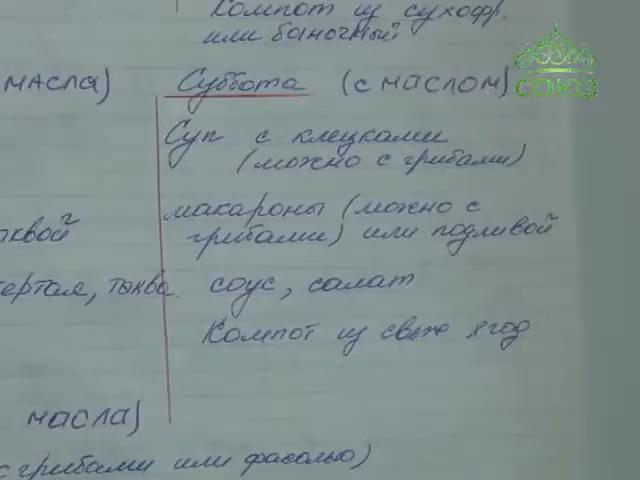 Компот из сухофр.
или баночный
масла)
Суббота (с маслом)
СОЮЗ
Суп с клецками
(можно с грибами)
макароны (можно с
грибами) или подливой
соус, салат
Компот из свеж. ягод
масла)
с грибами или фасолью)